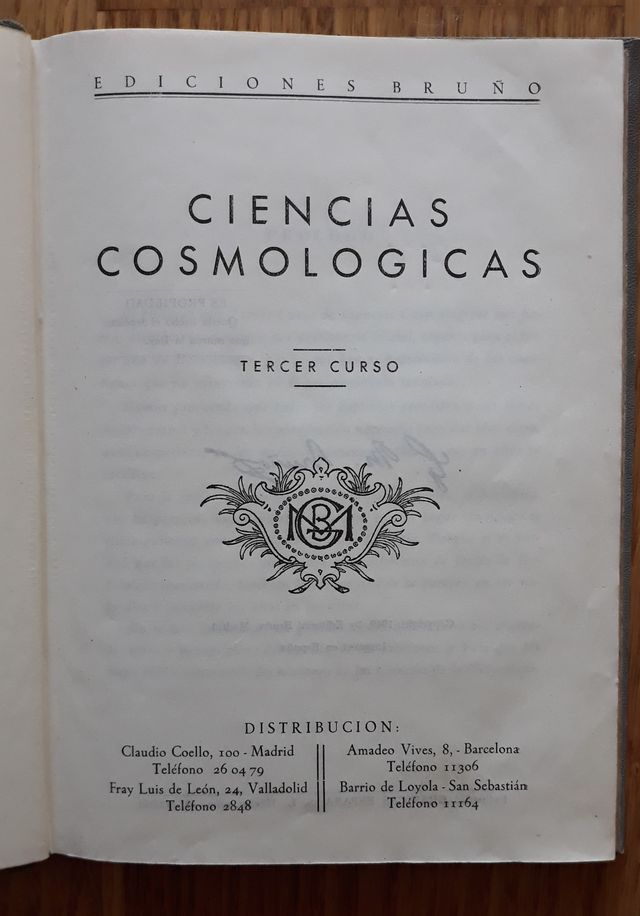 EDICIONES BRUÑO
CIENCIAS
COSMOLOGICAS
TERCER CURSO
DISTRIBUCION:
Claudio Coello, 100 - Madrid
Teléfono 26 04 79
Fray Luis de León, 24, Valladolid
Teléfono 2848
Amadeo Vives, 8, - Barcelona
Teléfono 11306
Barrio de Loyola - San Sebastián
Teléfono 11164